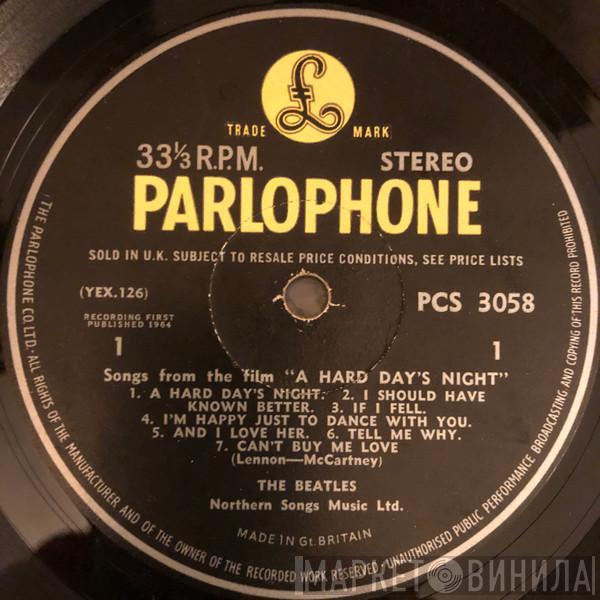 £
TRADE MARK
33⅓ R.P.M. STEREO
PARLOPHONE
SOLD IN U.K. SUBJECT TO RESALE PRICE CONDITIONS, SEE PRICE LISTS
(YEX.126) PCS 3058
RECORDING FIRST
PUBLISHED 1964
1 1
Songs from the film "A HARD DAY'S NIGHT"
1. A HARD DAY'S NIGHT. 2. I SHOULD HAVE
KNOWN BETTER. 3. IF I FELL.
4. I'M HAPPY JUST TO DANCE WITH YOU.
5. AND I LOVE HER. 6. TELL ME WHY.
7. CAN'T BUY ME LOVE
(Lennon—McCartney)
THE BEATLES
Northern Songs Music Ltd.
MADE IN Gt. BRITAIN
THE PARLOPHONE CO. LTD. · ALL RIGHTS OF THE MANUFACTURER AND OF THE OWNER OF THE RECORDED WORK RESERVED · UNAUTHORISED PUBLIC PERFORMANCE BROADCASTING AND COPYING OF THIS RECORD PROHIBITED
МАРКЕТ ВИНИЛА